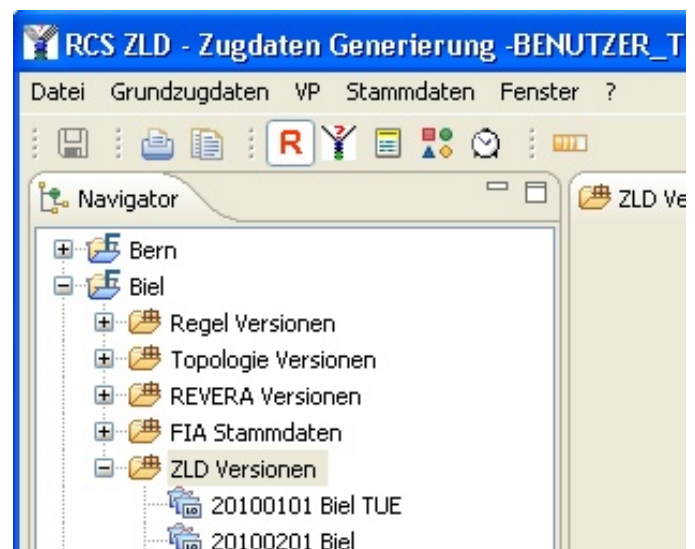 RCS ZLD - Zugdaten Generierung -BENUTZER_T
Datei Grundzugdaten VP Stammdaten Fenster ?
R
Navigator
ZLD Ve
Bern
Biel
Regel Versionen
Topologie Versionen
REVERA Versionen
FIA Stammdaten
ZLD Versionen
20100101 Biel TUE
20100201 Biel